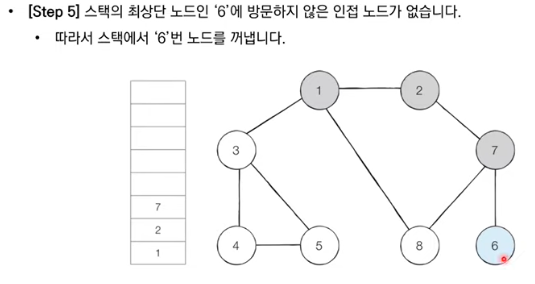 • [Step 5] 스택의 최상단 노드인 ‘6’에 방문하지 않은 인접 노드가 없습니다.
• 따라서 스택에서 ‘6’번 노드를 꺼냅니다.
1 2
3 7
7
2
1
4 5 8 6